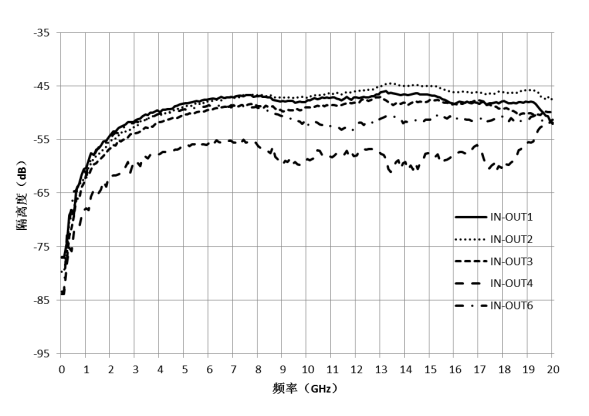 -35
-45
-55
-65
-75
-85
-95
隔离度（dB）
IN-OUT1
IN-OUT2
IN-OUT3
IN-OUT4
IN-OUT6
0 1 2 3 4 5 6 7 8 9 10 11 12 13 14 15 16 17 18 19 20
频率（GHz）